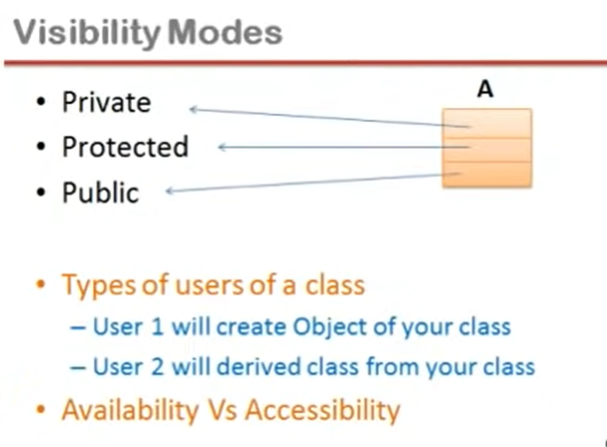 Visibility Modes
A
• Private
• Protected
• Public
• Types of users of a class
– User 1 will create Object of your class
– User 2 will derived class from your class
• Availability Vs Accessibility